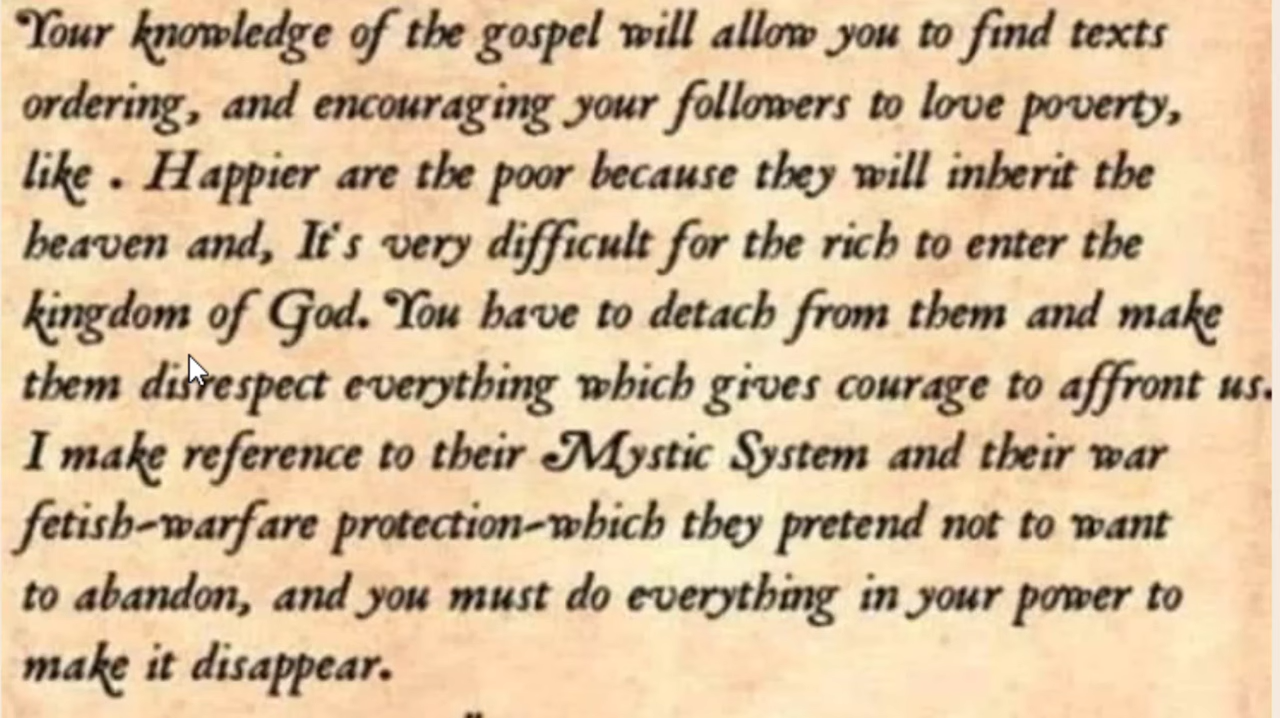 Your knowledge of the gospel will allow you to find texts
ordering, and encouraging your followers to love poverty,
like . Happier are the poor because they will inherit the
heaven and, It's very difficult for the rich to enter the
kingdom of God. You have to detach from them and make
them disrespect everything which gives courage to affront us.
I make reference to their Mystic System and their war
fetish-warfare protection-which they pretend not to want
to abandon, and you must do everything in your power to
make it disappear.